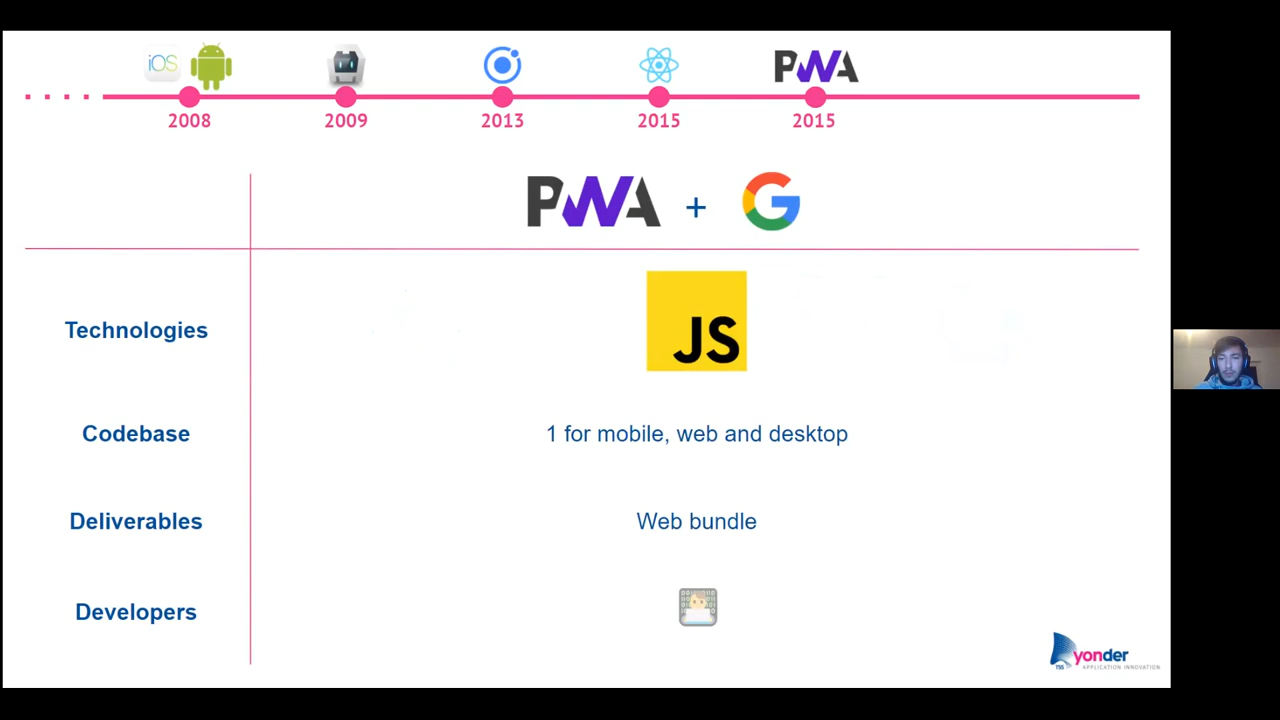 iOS
PWA
2008
2009
2013
2015
2015
PWA + G
Technologies
JS
Codebase
1 for mobile, web and desktop
Deliverables
Web bundle
Developers
yonder
TSS
APPLICATION INNOVATION